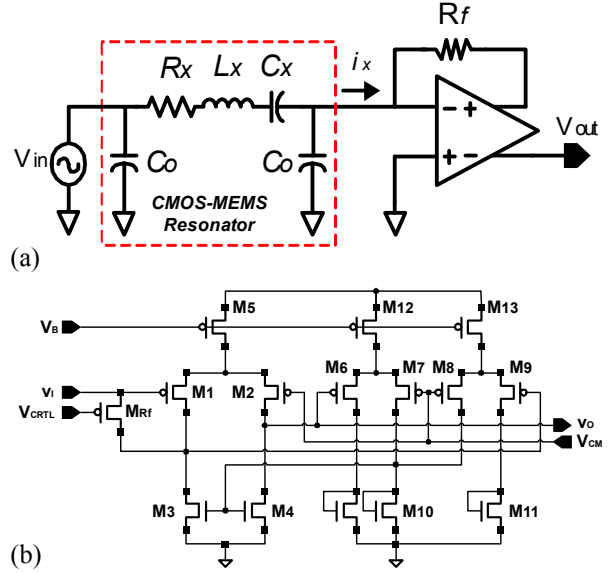 Rf
Rx Lx Cx ix
Vin
Co Co
Vout
CMOS-MEMS
Resonator
(a)
M5 M12 M13
VB
VI
VCRTL
MRf
M1 M2 M6 M7 M8 M9
vo
VCM
M3 M4 M10 M11
(b)